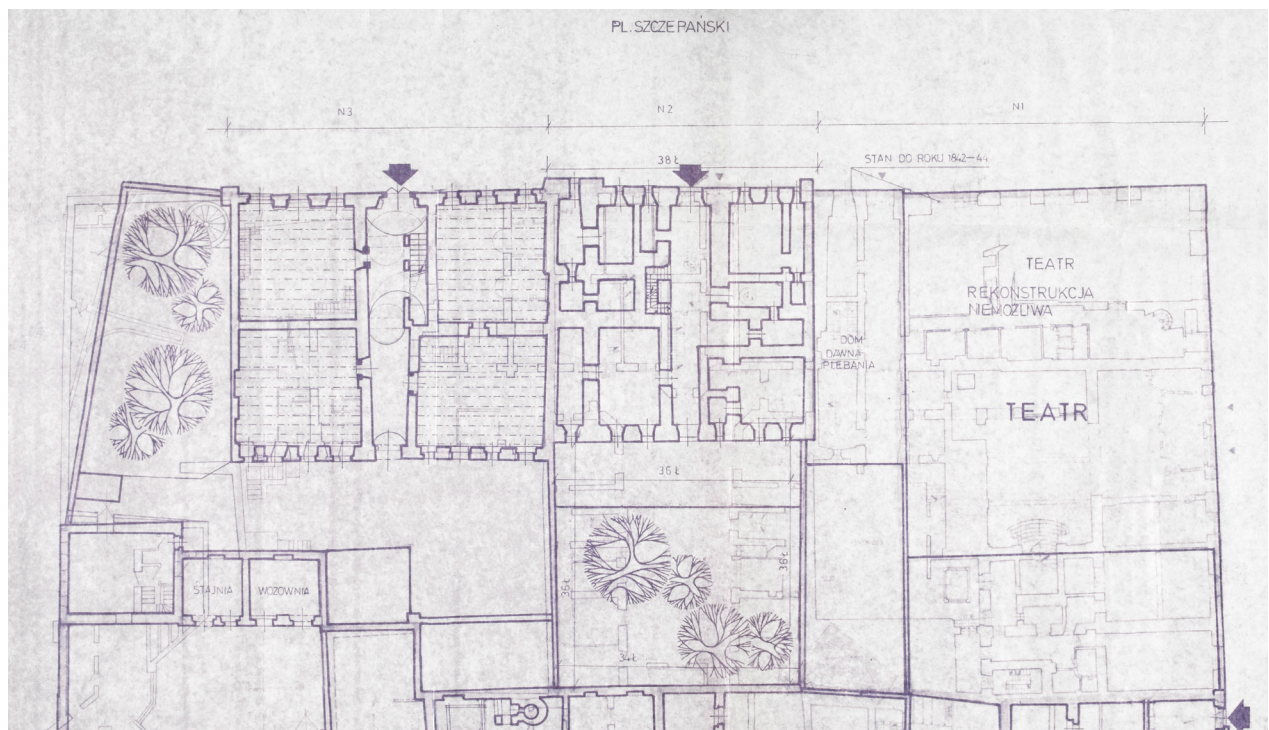 PL. SZCZEPAŃSKI
N3
N2
N1
38Ł
STAN DO ROKU 1842–44
TEATR
REKONSTRUKCJA
NIEMOŻLIWA
DOM
DAWNA
PLEBANIA
TEATR
36Ł
36Ł
36Ł
STAJNIA
WOZOWNIA
34Ł